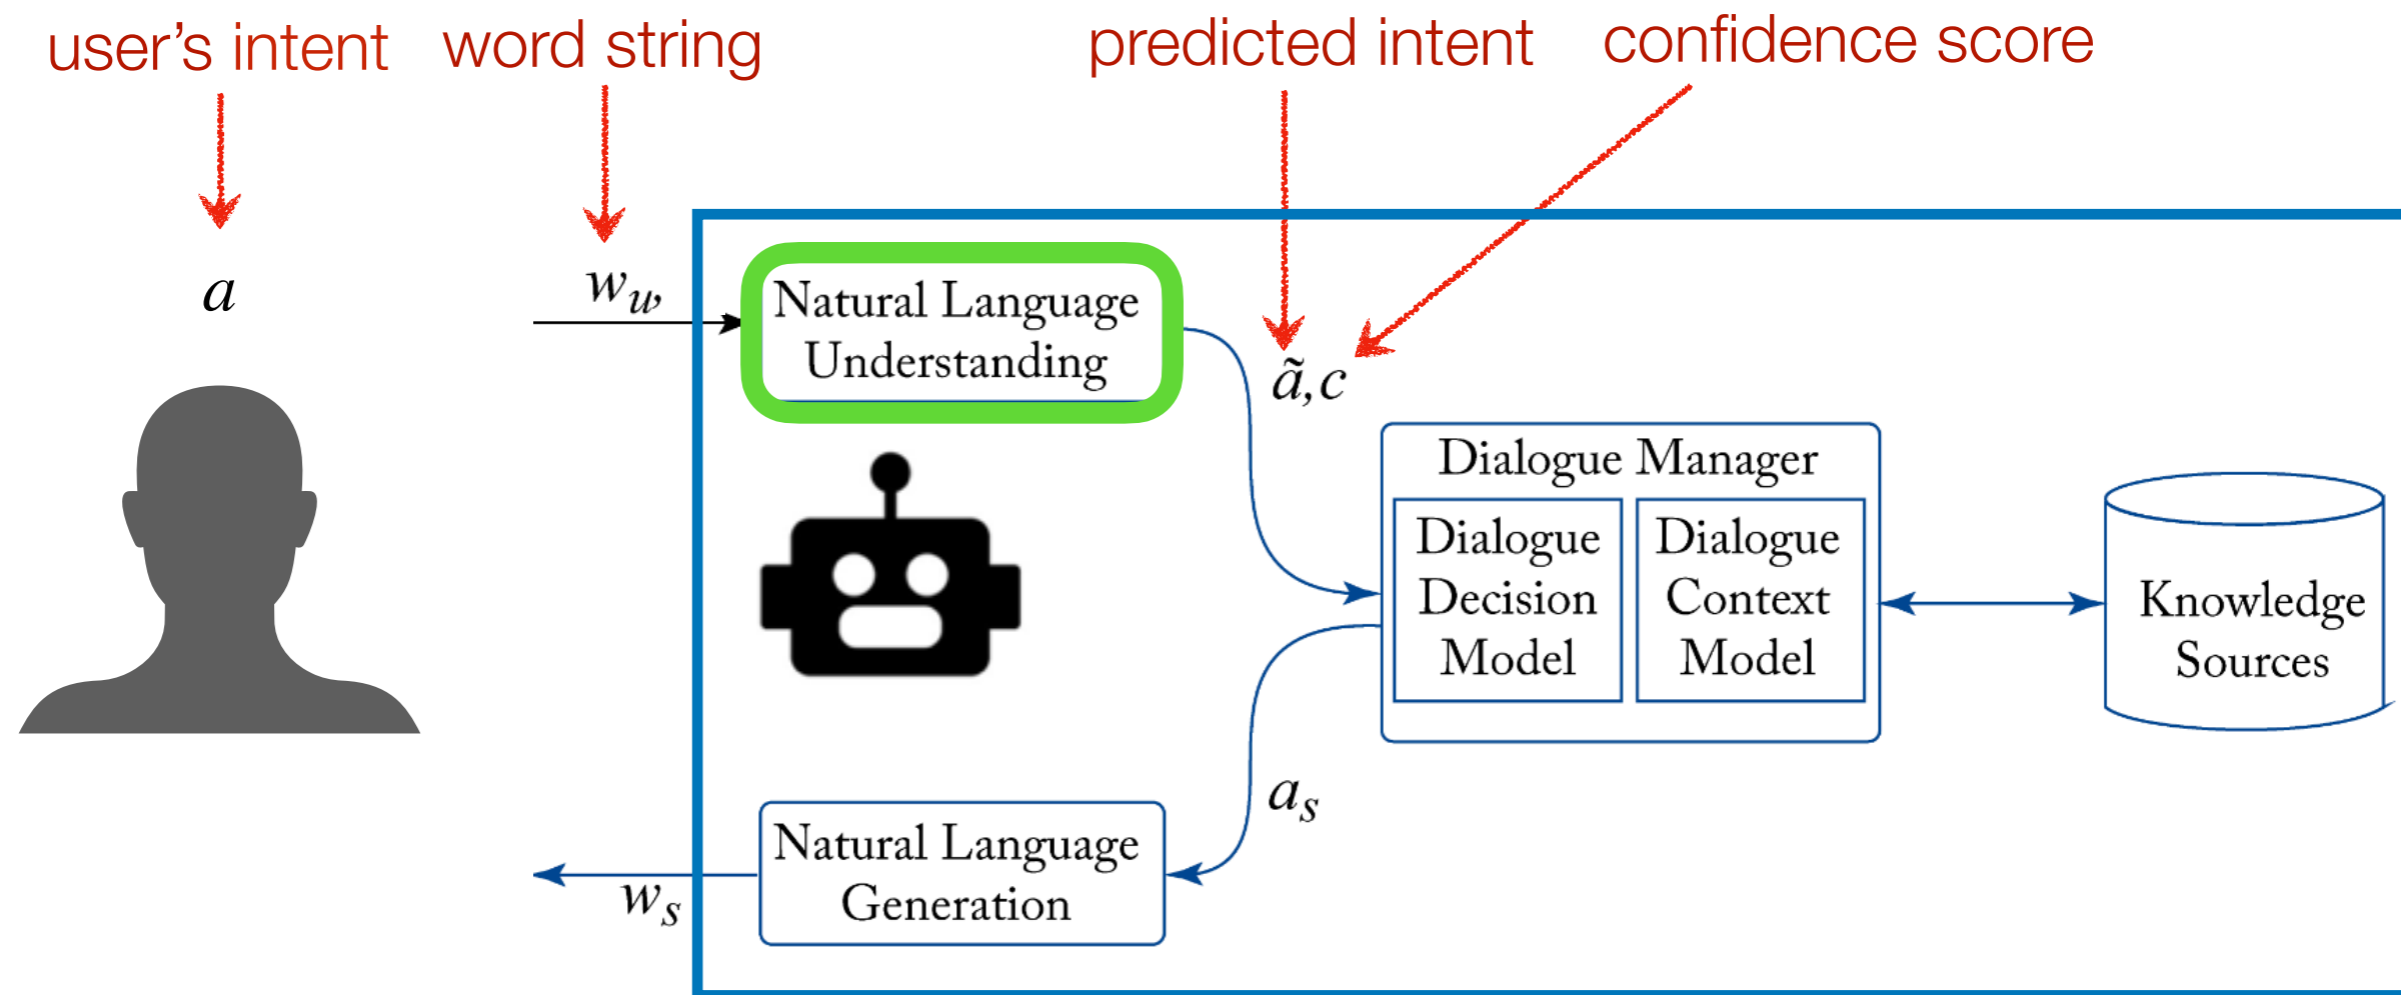 user's intent
word string
predicted intent
confidence score
a
w_u,
Natural Language
Understanding
ã,c
Dialogue Manager
Dialogue
Decision
Model
Dialogue
Context
Model
Knowledge
Sources
a_s
Natural Language
Generation
w_s